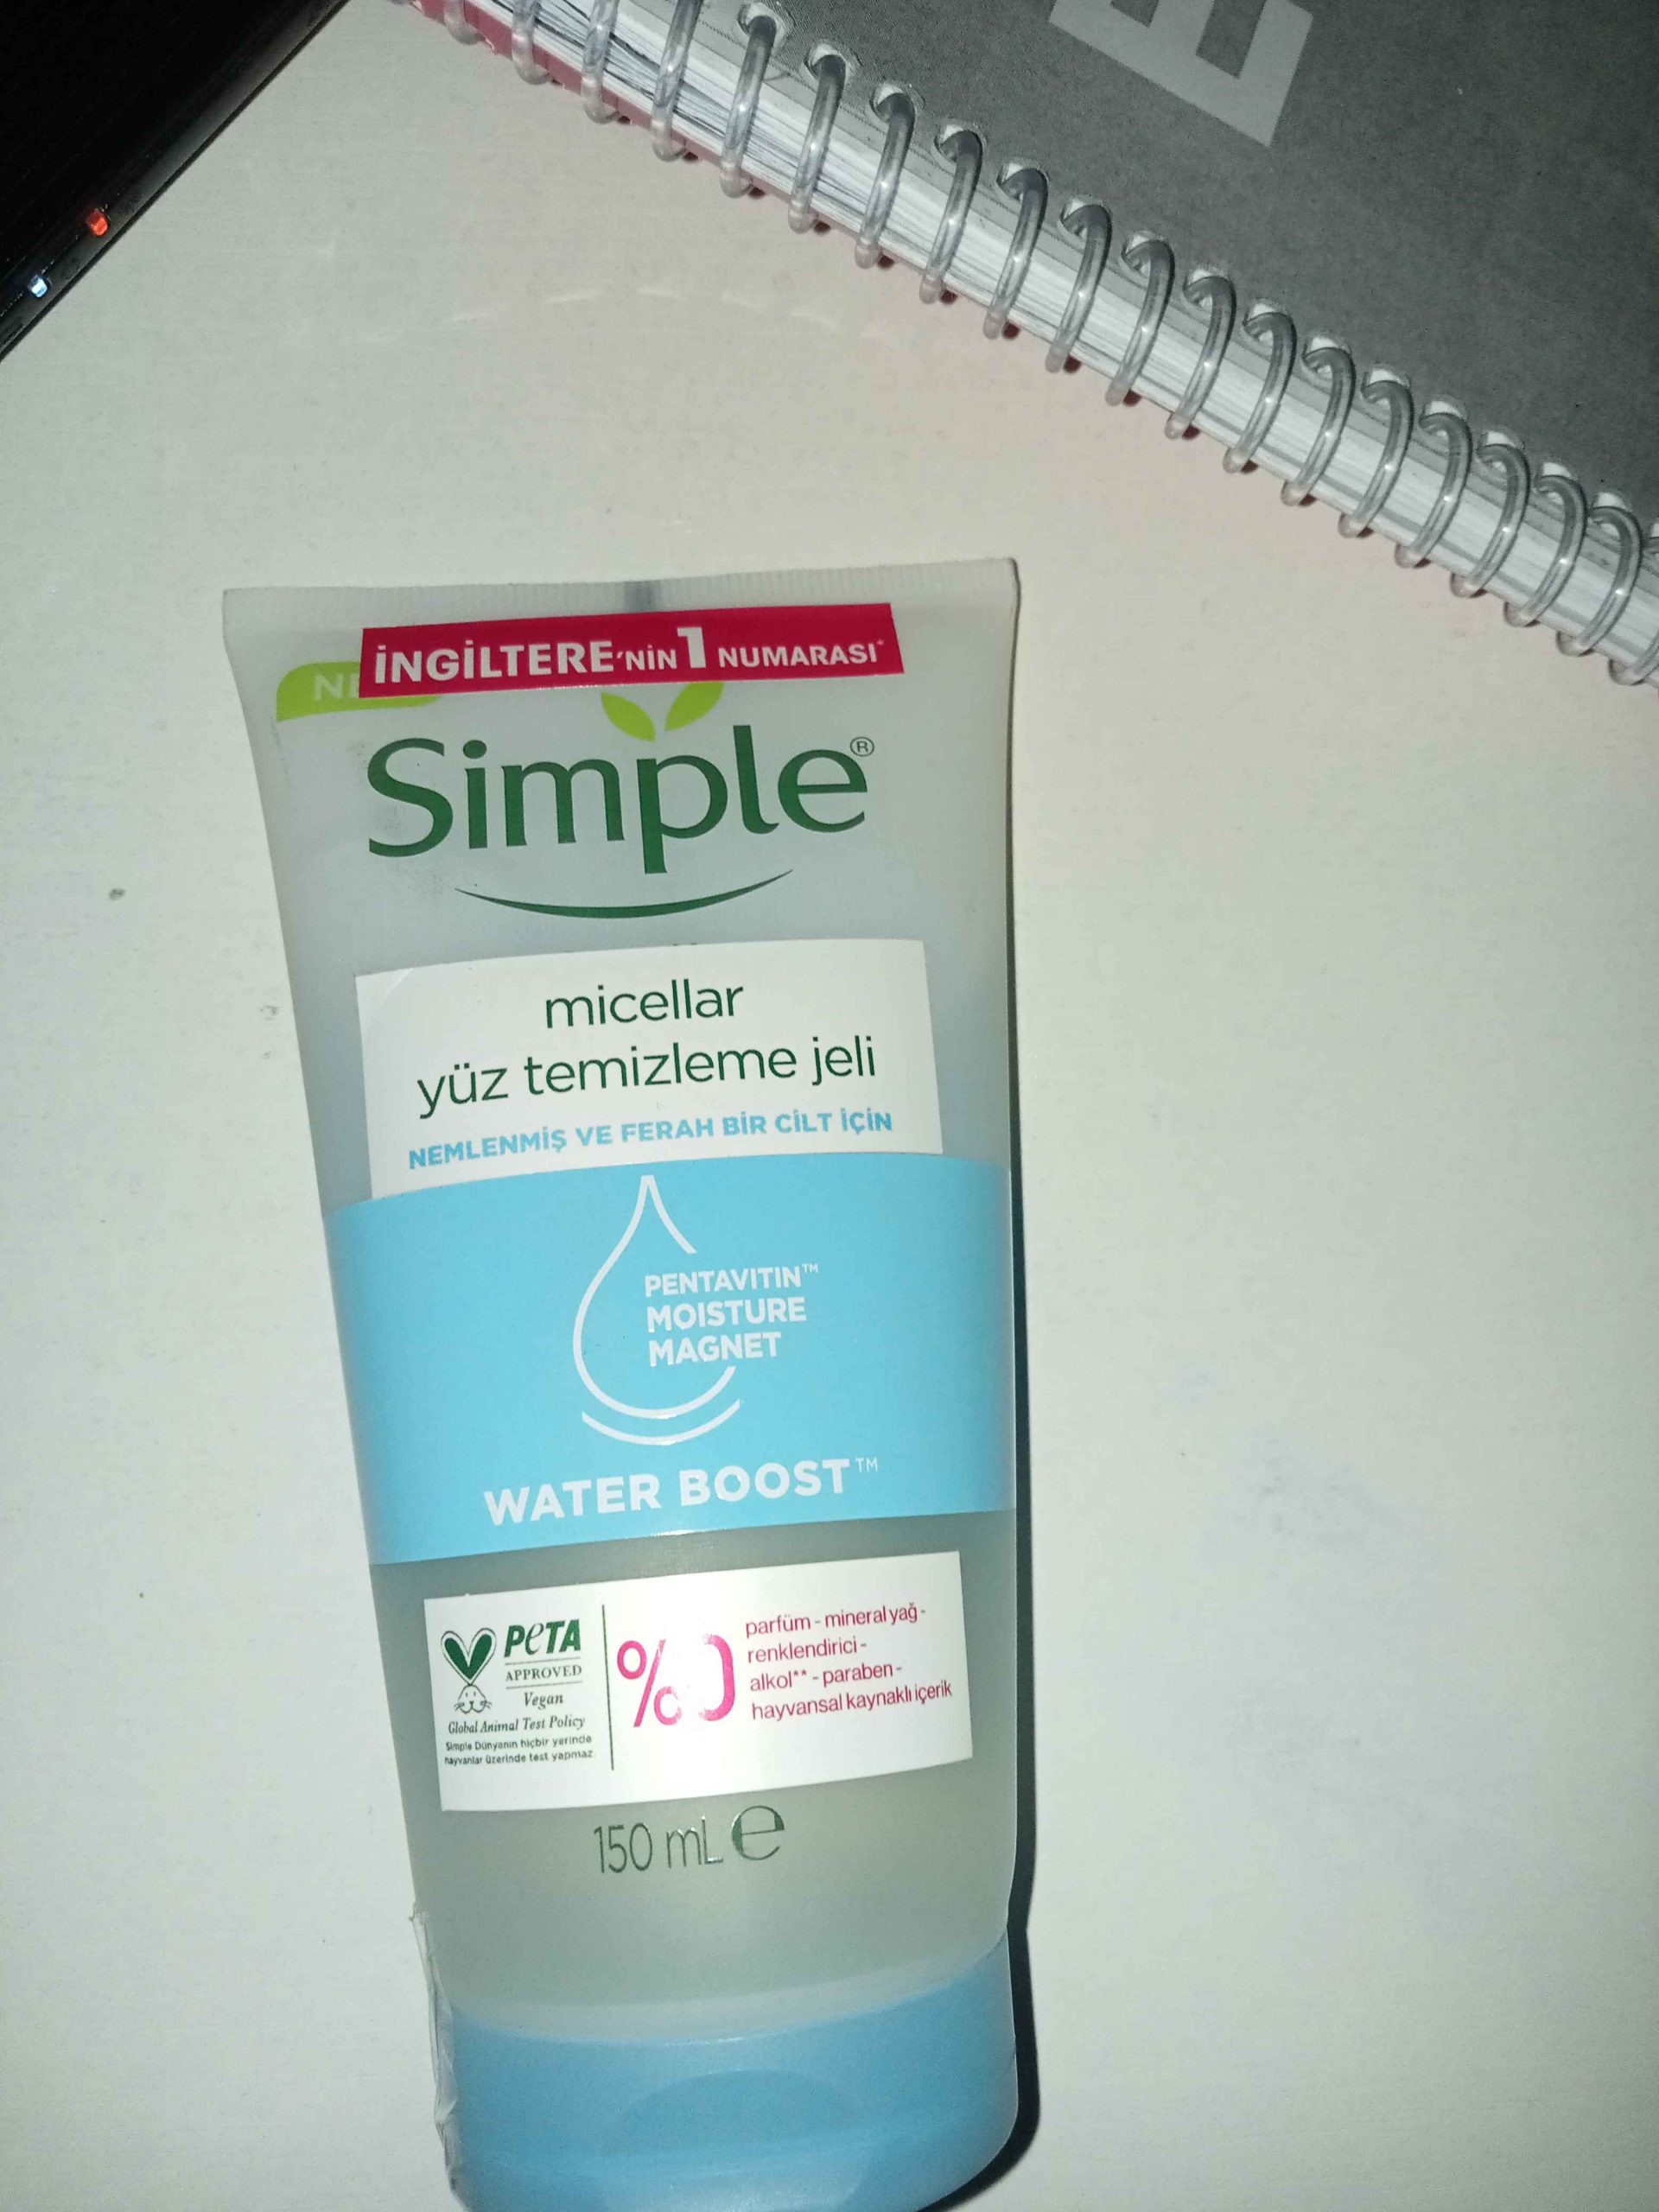 E
İNGİLTERE'NİN 1 NUMARASI*
Simple®
micellar
yüz temizleme jeli
NEMLENMİŞ VE FERAH BİR CİLT İÇİN
PENTAVITIN™
MOISTURE
MAGNET
WATER BOOST™
PeTA
APPROVED
Vegan
Global Animal Test Policy
Simple Dünyanın hiçbir yerinde
hayvanlar üzerinde test yapmaz
%0
parfüm - mineral yağ -
renklendirici -
alkol** - paraben -
hayvansal kaynaklı içerik
150 mL e